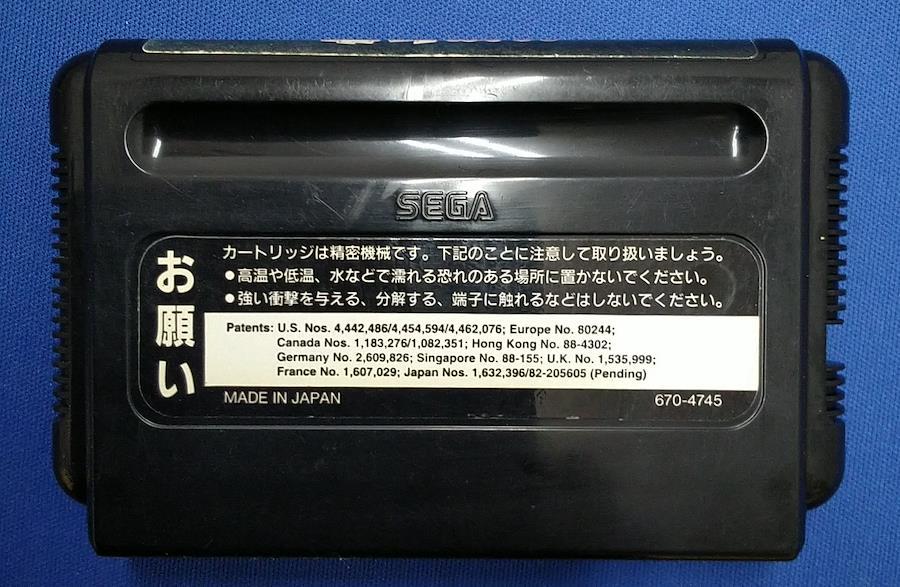 SEGA
お願い
カートリッジは精密機械です。下記のことに注意して取り扱いましょう。
●高温や低温、水などで濡れる恐れのある場所に置かないでください。
●強い衝撃を与える、分解する、端子に触れるなどはしないでください。
Patents: U.S. Nos. 4,442,486/4,454,594/4,462,076; Europe No. 80244;
Canada Nos. 1,183,276/1,082,351; Hong Kong No. 88-4302;
Germany No. 2,609,826; Singapore No. 88-155; U.K. No. 1,535,999;
France No. 1,607,029; Japan Nos. 1,632,396/82-205605 (Pending)
MADE IN JAPAN
670-4745